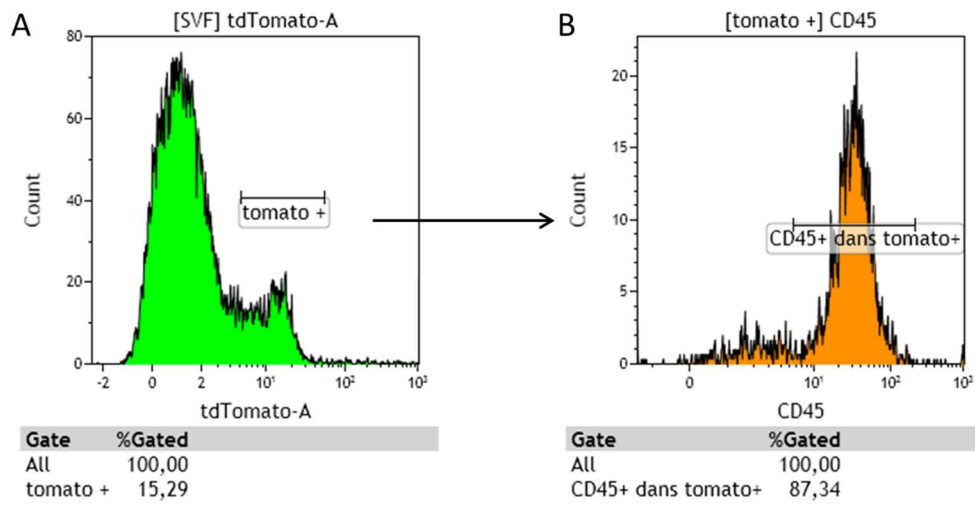 A
[SVF] tdTomato-A
80
60
40
20
0
Count
tomato +
-2 0 2 10¹ 10² 10³
tdTomato-A
Gate %Gated
All 100,00
tomato + 15,29
B
[tomato +] CD45
20
15
10
5
0
Count
CD45+ dans tomato+
0 10¹ 10² 10³
CD45
Gate %Gated
All 100,00
CD45+ dans tomato+ 87,34